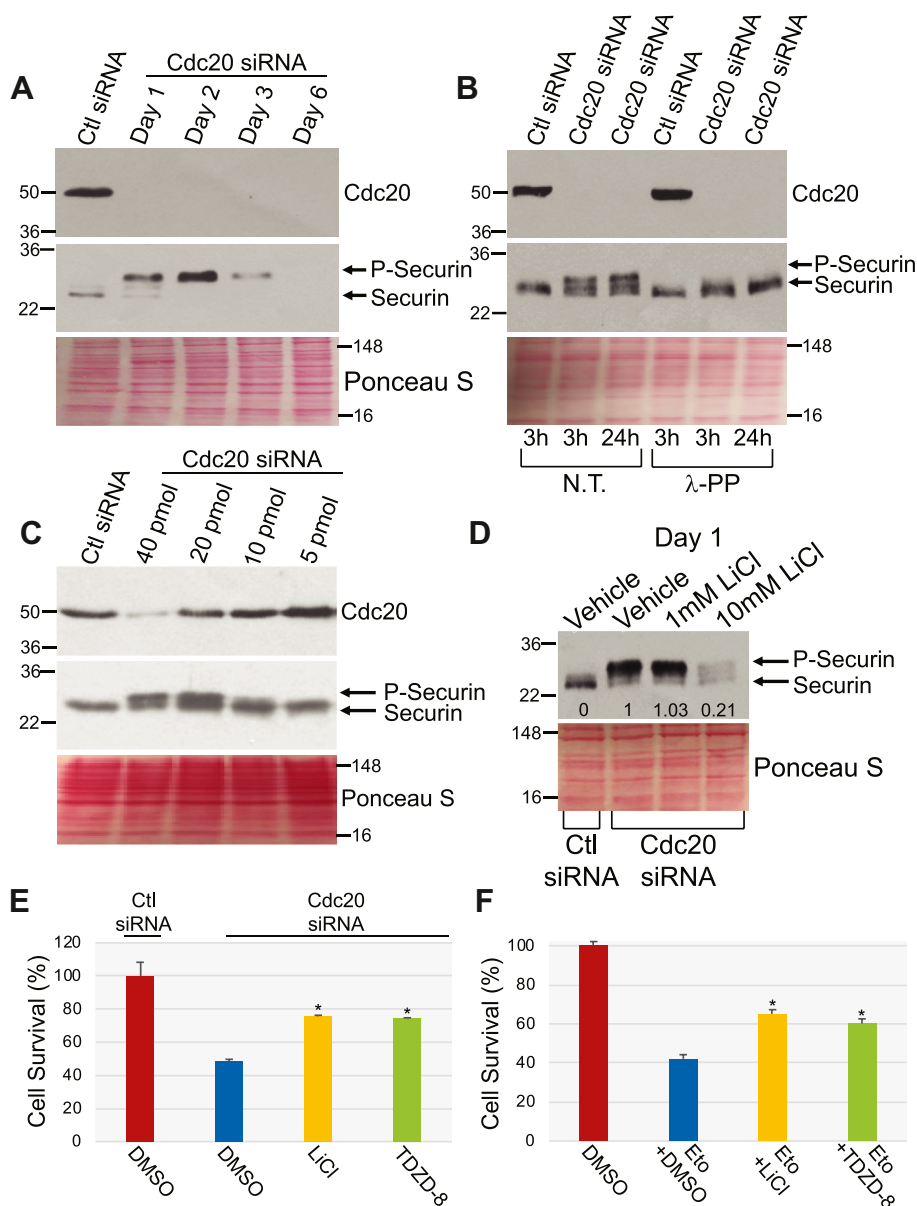 A
Cdc20 siRNA
Ctl siRNA
Day 1
Day 2
Day 3
Day 6
50
Cdc20
36
36
P-Securin
Securin
22
148
Ponceau S
16
B
Ctl siRNA
Cdc20 siRNA
Cdc20 siRNA
Ctl siRNA
Cdc20 siRNA
Cdc20 siRNA
50
Cdc20
36
36
P-Securin
Securin
22
148
Ponceau S
16
3h 3h 24h 3h 3h 24h
N.T. λ-PP
C
Cdc20 siRNA
Ctl siRNA
40 pmol
20 pmol
10 pmol
5 pmol
50
Cdc20
36
36
P-Securin
Securin
22
148
Ponceau S
16
D
Day 1
Vehicle
Vehicle
1mM LiCl
10mM LiCl
36
P-Securin
Securin
22
0 1 1.03 0.21
148
Ponceau S
16
Ctl siRNA
Cdc20 siRNA
E
Ctl siRNA
Cdc20 siRNA
Cell Survival (%)
120
100
80
60
40
20
0
* *
DMSO
DMSO
LiCl
TDZD-8
F
Cell Survival (%)
100
80
60
40
20
0
* *
DMSO
Eto +DMSO
Eto +LiCl
Eto +TDZD-8